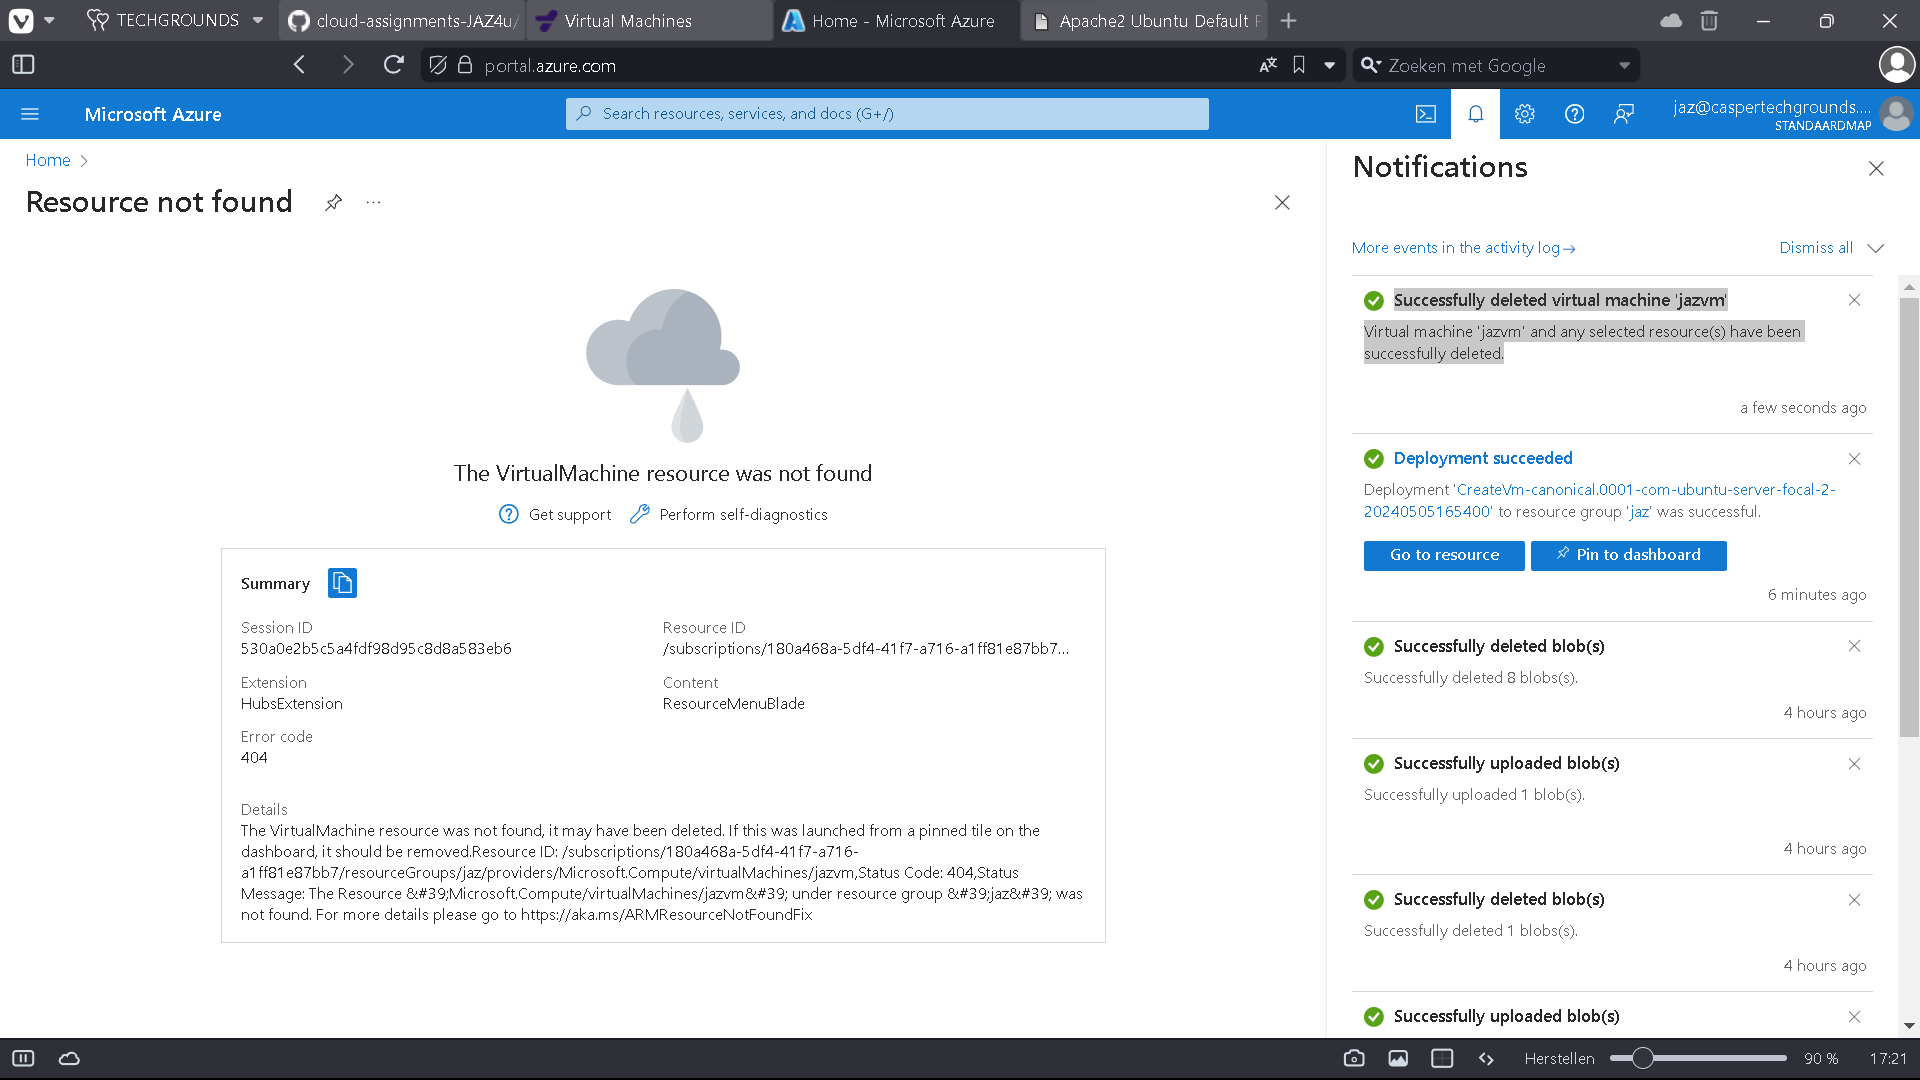 TECHGROUNDS
cloud-assignments-JAZ4u/
Virtual Machines
Home - Microsoft Azure
Apache2 Ubuntu Default P
portal.azure.com
Zoeken met Google
Microsoft Azure
Search resources, services, and docs (G+/)
jaz@caspertechgrounds....
STANDAARDMAP
Home
Resource not found
The VirtualMachine resource was not found
Get support
Perform self-diagnostics
Summary
Session ID
530a0e2b5c5a4fdf98d95c8d8a583eb6
Resource ID
/subscriptions/180a468a-5df4-41f7-a716-a1ff81e87bb7...
Extension
HubsExtension
Content
ResourceMenuBlade
Error code
404
Details
The VirtualMachine resource was not found, it may have been deleted. If this was launched from a pinned tile on the
dashboard, it should be removed.Resource ID: /subscriptions/180a468a-5df4-41f7-a716-
a1ff81e87bb7/resourceGroups/jaz/providers/Microsoft.Compute/virtualMachines/jazvm,Status Code: 404,Status
Message: The Resource &#39;Microsoft.Compute/virtualMachines/jazvm&#39; under resource group &#39;jaz&#39; was
not found. For more details please go to https://aka.ms/ARMResourceNotFoundFix
Notifications
More events in the activity log→
Dismiss all
Successfully deleted virtual machine 'jazvm'
Virtual machine 'jazvm' and any selected resource(s) have been
successfully deleted.
a few seconds ago
Deployment succeeded
Deployment 'CreateVm-canonical.0001-com-ubuntu-server-focal-2-
20240505165400' to resource group 'jaz' was successful.
Go to resource
Pin to dashboard
6 minutes ago
Successfully deleted blob(s)
Successfully deleted 8 blobs(s).
4 hours ago
Successfully uploaded blob(s)
Successfully uploaded 1 blob(s).
4 hours ago
Successfully deleted blob(s)
Successfully deleted 1 blobs(s).
4 hours ago
Successfully uploaded blob(s)
Herstellen
90 %
17:21